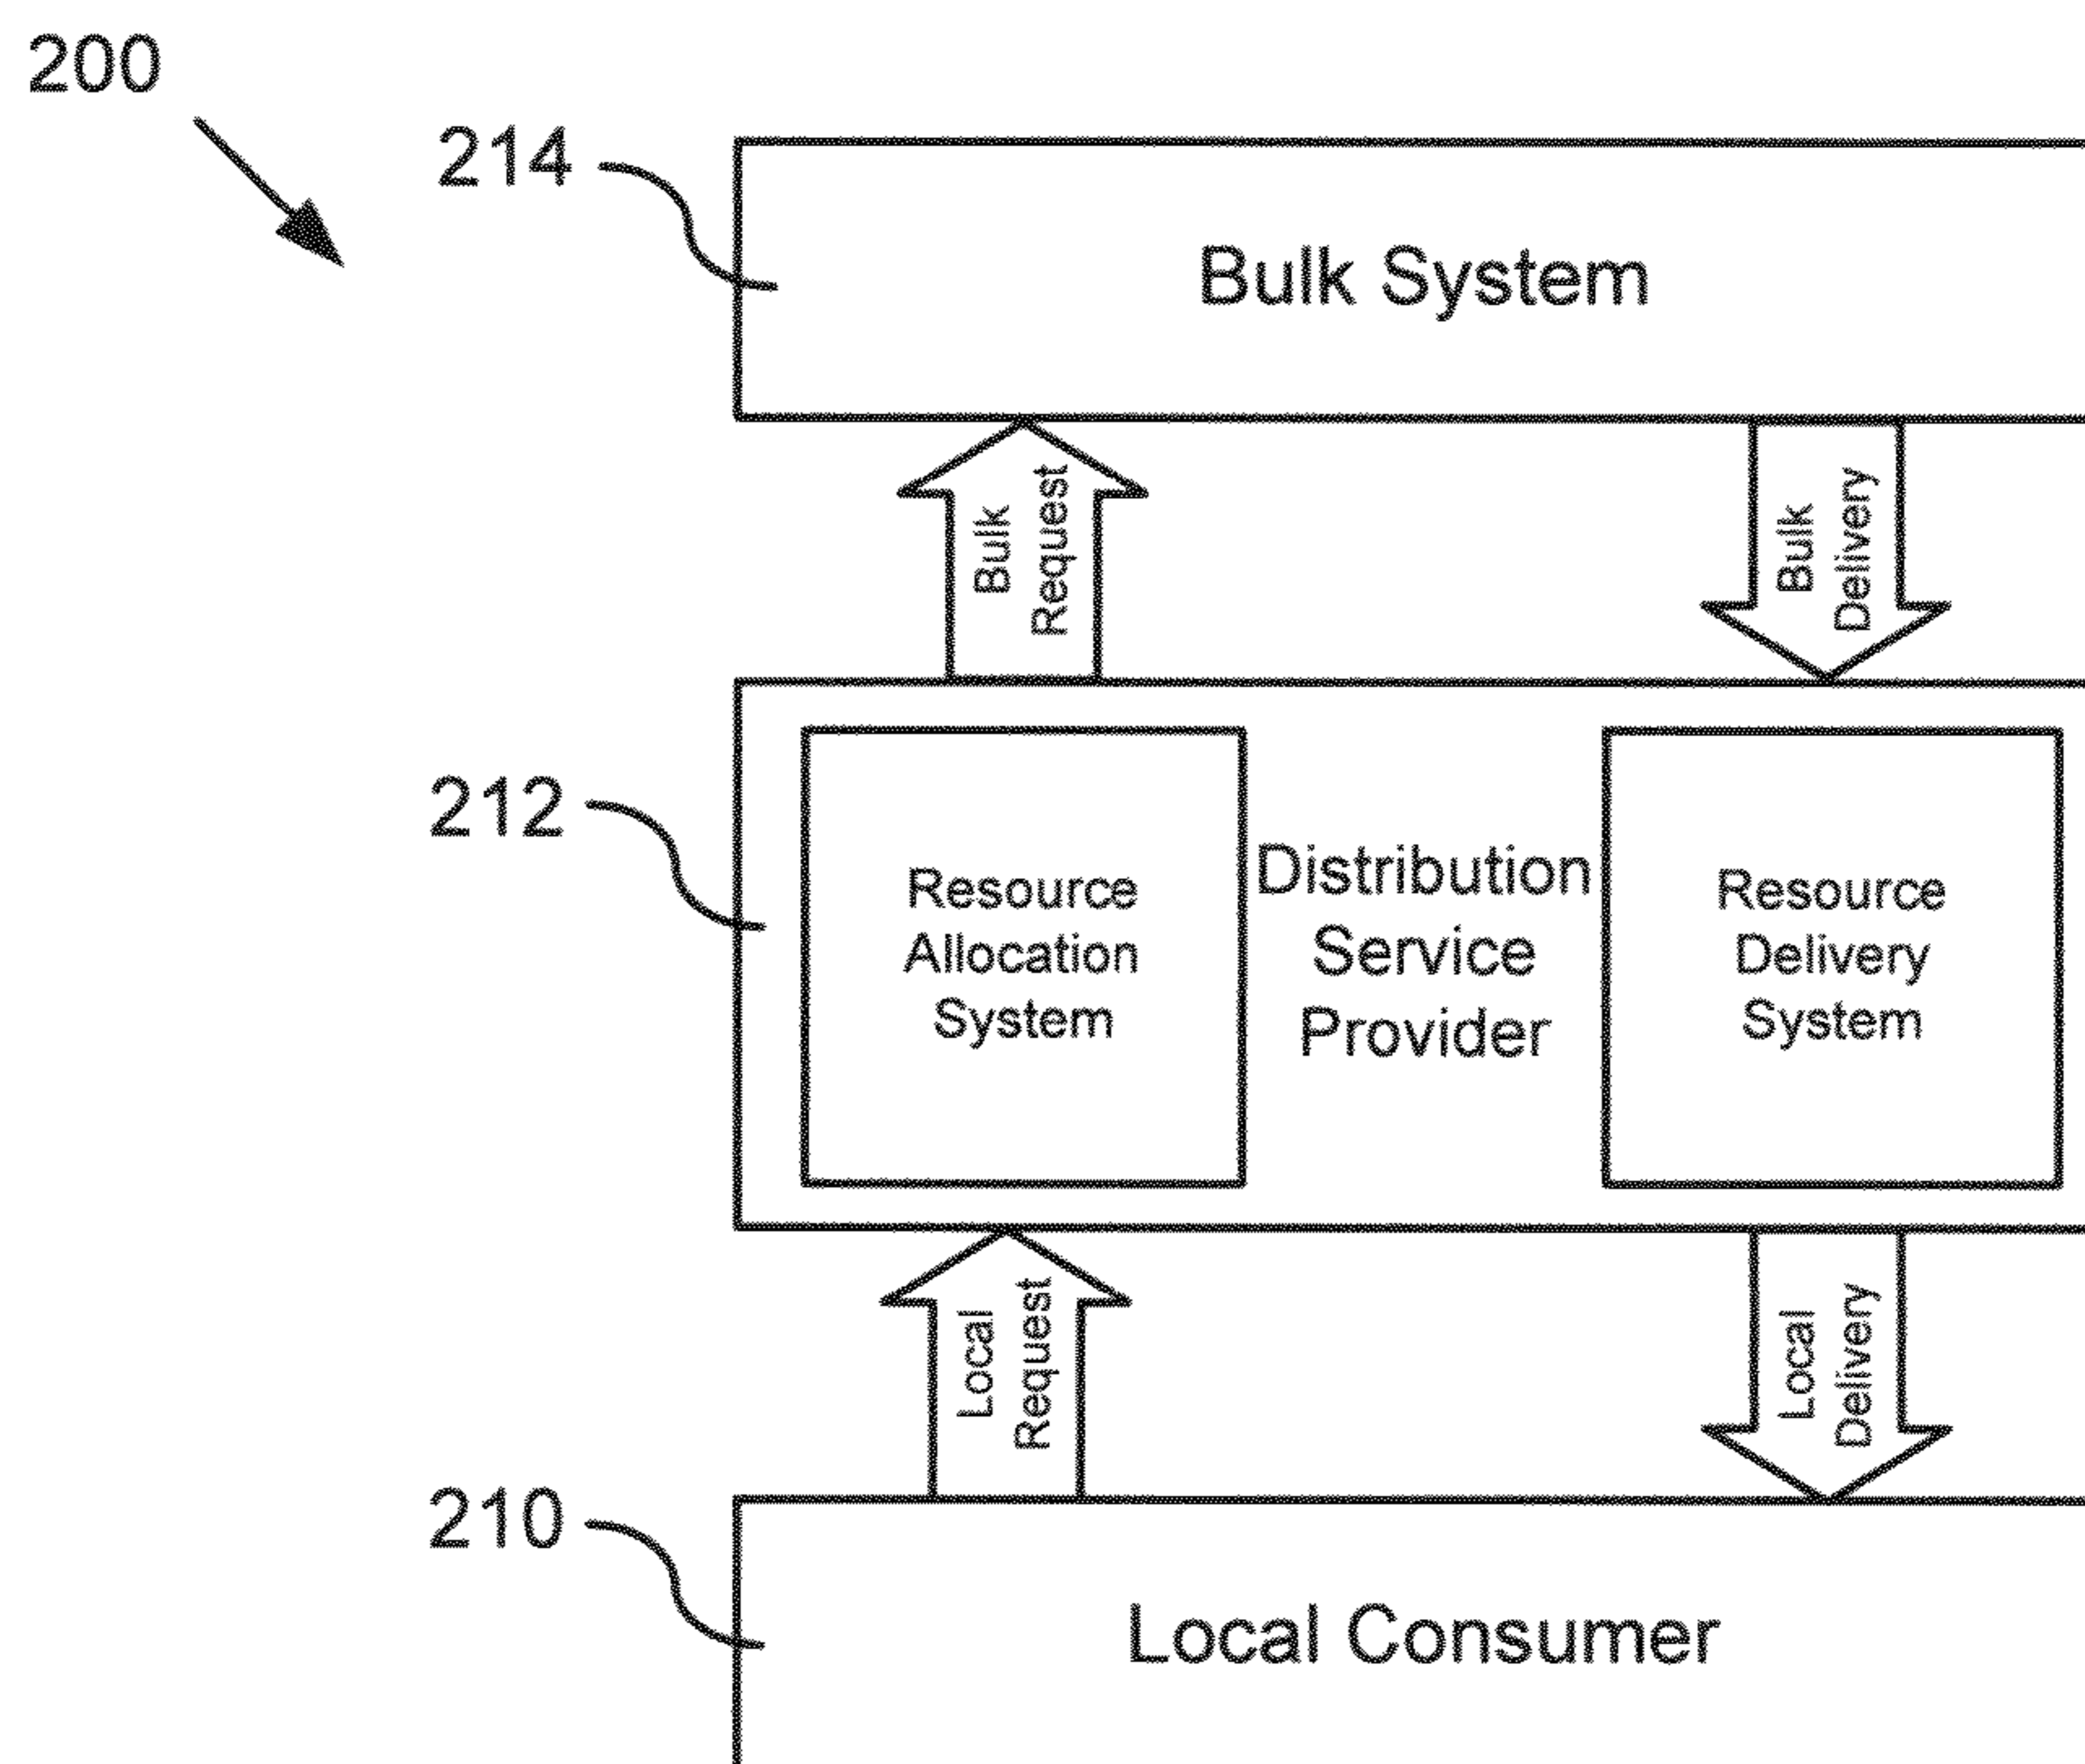 200
214
Bulk System
Bulk
Request
Bulk
Delivery
212
Resource
Allocation
System
Distribution
Service
Provider
Resource
Delivery
System
Local
Request
Local
Delivery
210
Local Consumer